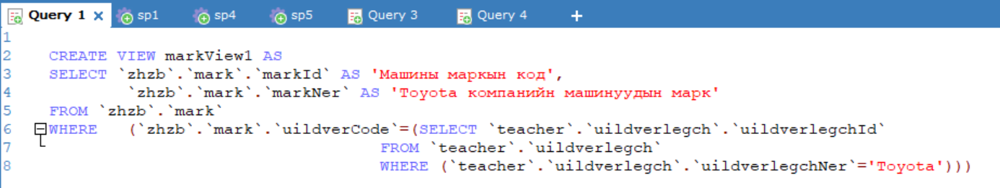 Query 1 × sp1 sp4 sp5 Query 3 Query 4 +
1
2 CREATE VIEW markView1 AS
3 SELECT `zhzb`.`mark`.`markId` AS 'Машины маркын код',
4 `zhzb`.`mark`.`markNer` AS 'Toyota компанийн машинуудын марк'
5 FROM `zhzb`.`mark`
6 WHERE (`zhzb`.`mark`.`uildverCode`=(SELECT `teacher`.`uildverlegch`.`uildverlegchId`
7 FROM `teacher`.`uildverlegch`
8 WHERE (`teacher`.`uildverlegch`.`uildverlegchNer`='Toyota')))